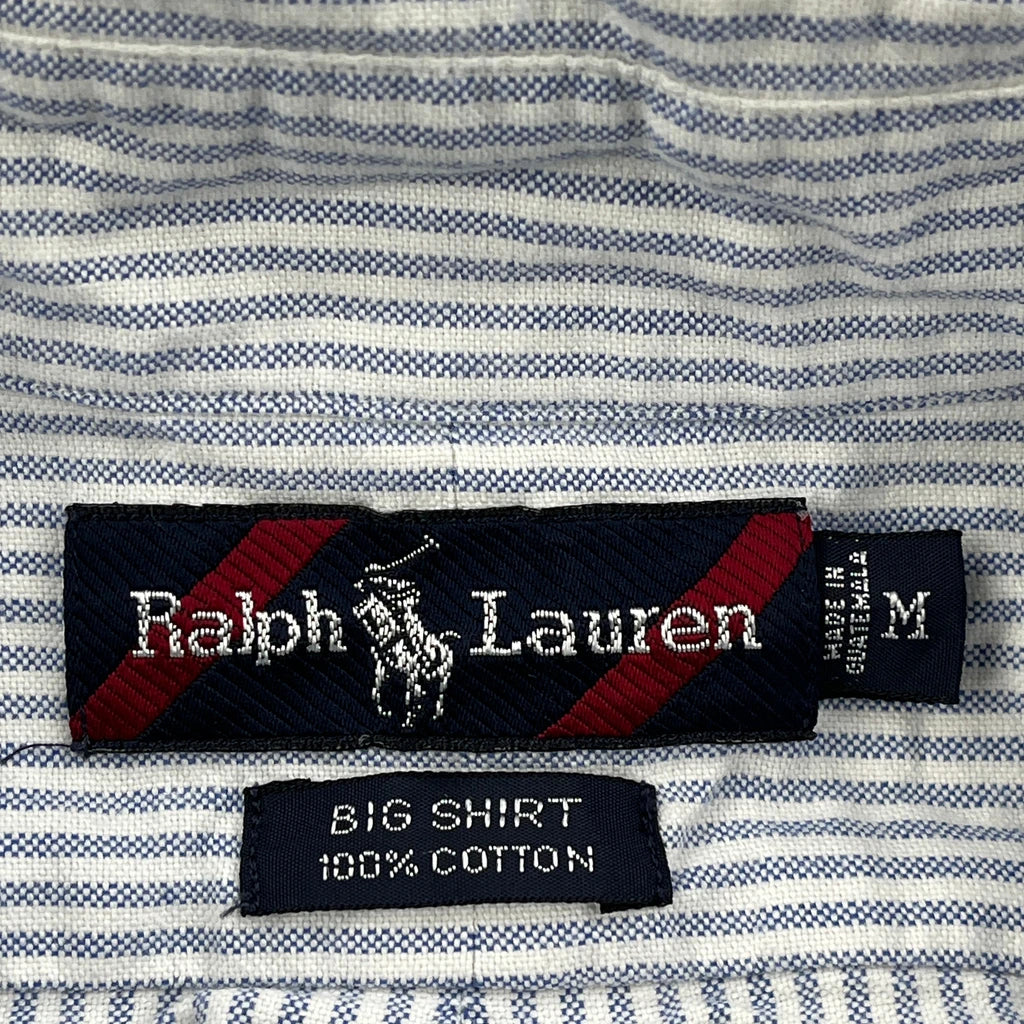 Ralph Lauren
MADE IN
GUATEMALA
M
BIG SHIRT
100% COTTON